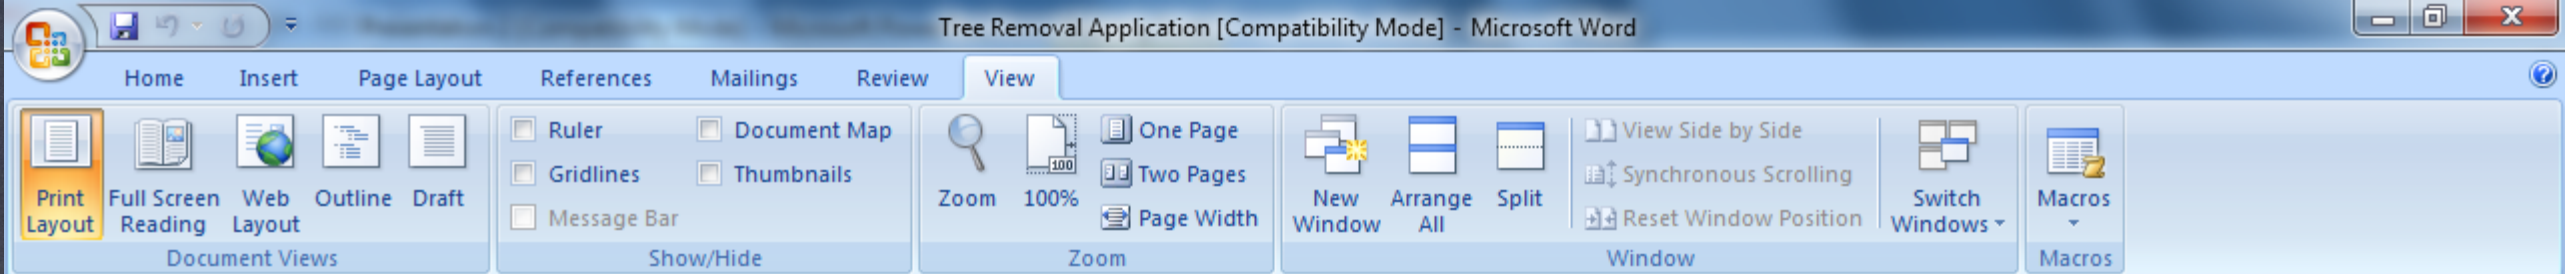 Tree Removal Application [Compatibility Mode] - Microsoft Word
Home Insert Page Layout References Mailings Review View
Print Layout
Full Screen Reading
Web Layout
Outline
Draft
Document Views
Ruler
Gridlines
Message Bar
Document Map
Thumbnails
Show/Hide
Zoom
100
100%
One Page
Two Pages
Page Width
Zoom
New Window
Arrange All
Split
View Side by Side
Synchronous Scrolling
Reset Window Position
Switch Windows
Window
Macros
Macros